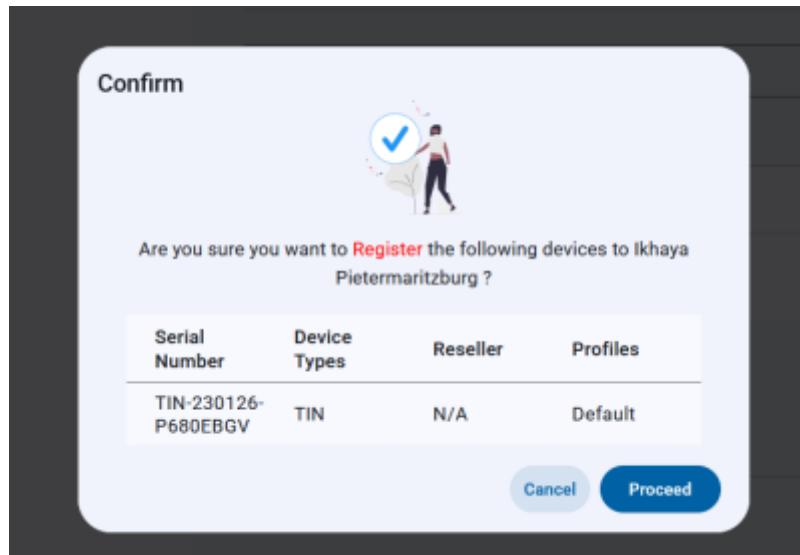 Confirm
Are you sure you want to Register the following devices to Ikhaya
Pietermaritzburg ?
Serial Number Device Types Reseller Profiles
TIN-230126-P680EBGV TIN N/A Default
Cancel Proceed